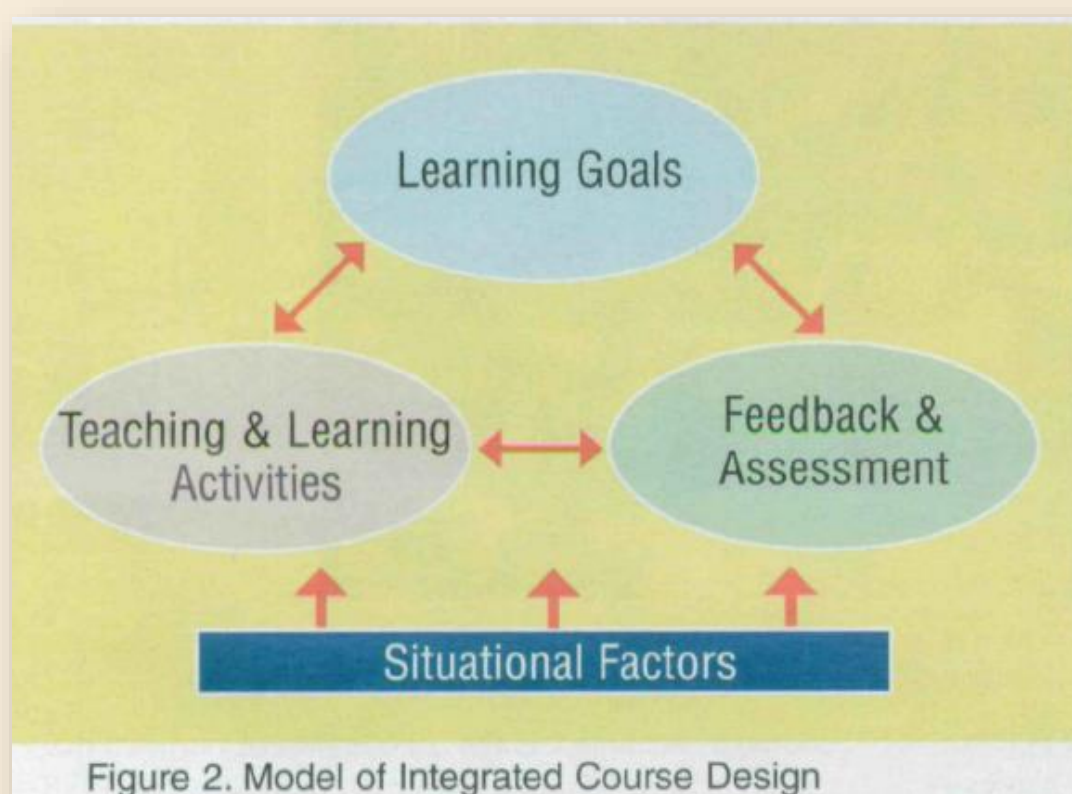 Learning Goals
Teaching & Learning
Activities
Feedback &
Assessment
Situational Factors
Figure 2. Model of Integrated Course Design